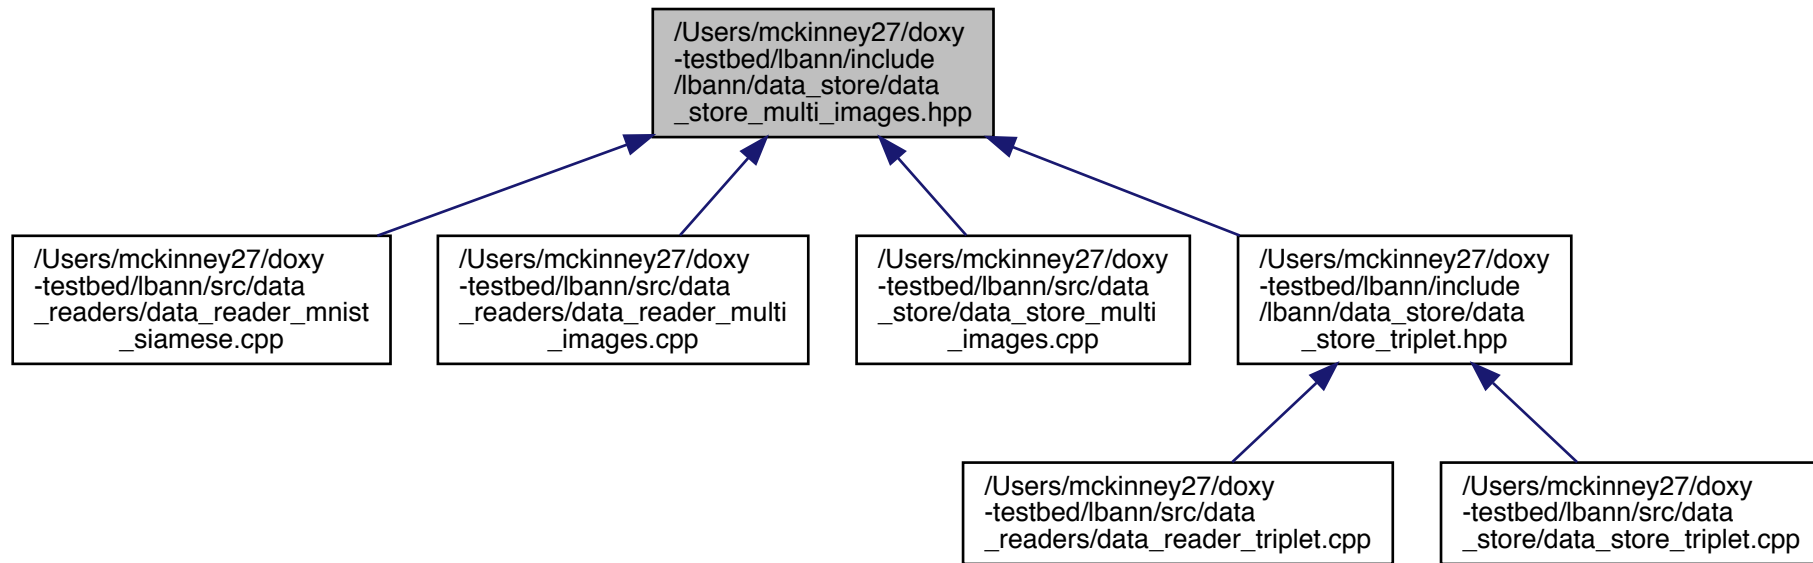 /Users/mckinney27/doxy
-testbed/lbann/include
/lbann/data_store/data
_store_multi_images.hpp
/Users/mckinney27/doxy
-testbed/lbann/src/data
_readers/data_reader_mnist
_siamese.cpp
/Users/mckinney27/doxy
-testbed/lbann/src/data
_readers/data_reader_multi
_images.cpp
/Users/mckinney27/doxy
-testbed/lbann/src/data
_store/data_store_multi
_images.cpp
/Users/mckinney27/doxy
-testbed/lbann/include
/lbann/data_store/data
_store_triplet.hpp
/Users/mckinney27/doxy
-testbed/lbann/src/data
_readers/data_reader_triplet.cpp
/Users/mckinney27/doxy
-testbed/lbann/src/data
_store/data_store_triplet.cpp